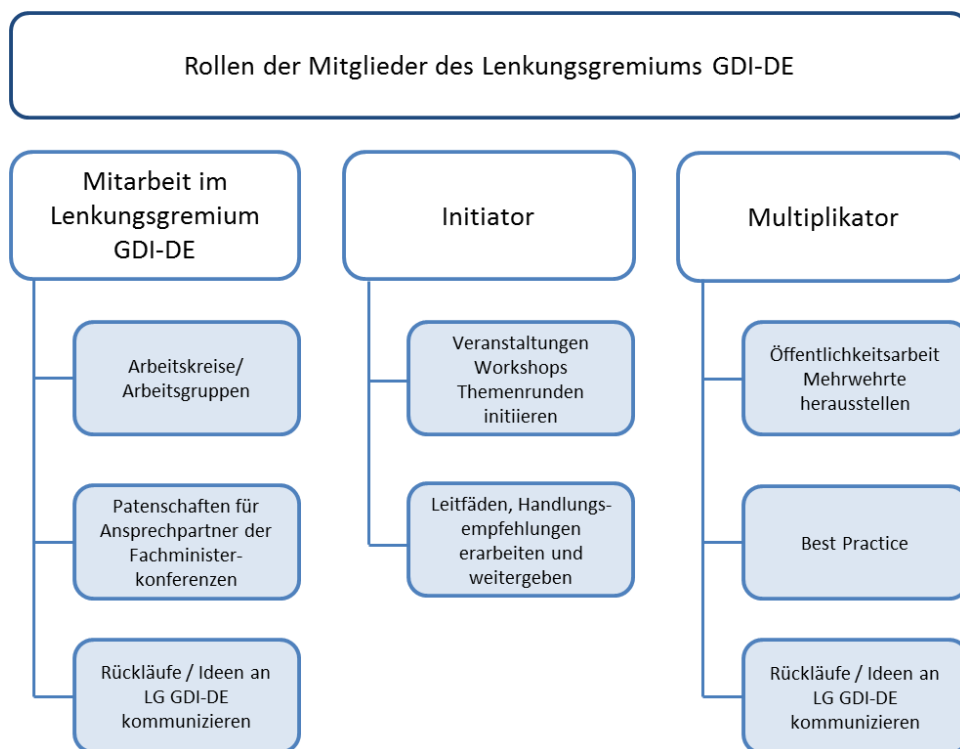 Rollen der Mitglieder des Lenkungsgremiums GDI-DE
Mitarbeit im
Lenkungsgremium
GDI-DE
Arbeitskreise/
Arbeitsgruppen
Patenschaften für
Ansprechpartner der
Fachminister-
konferenzen
Rückläufe / Ideen an
LG GDI-DE
kommunizieren
Initiator
Veranstaltungen
Workshops
Themenrunden
initiieren
Leitfäden, Handlungs-
empfehlungen
erarbeiten und
weitergeben
Multiplikator
Öffentlichkeitsarbeit
Mehrwehrte
herausstellen
Best Practice
Rückläufe / Ideen an
LG GDI-DE
kommunizieren